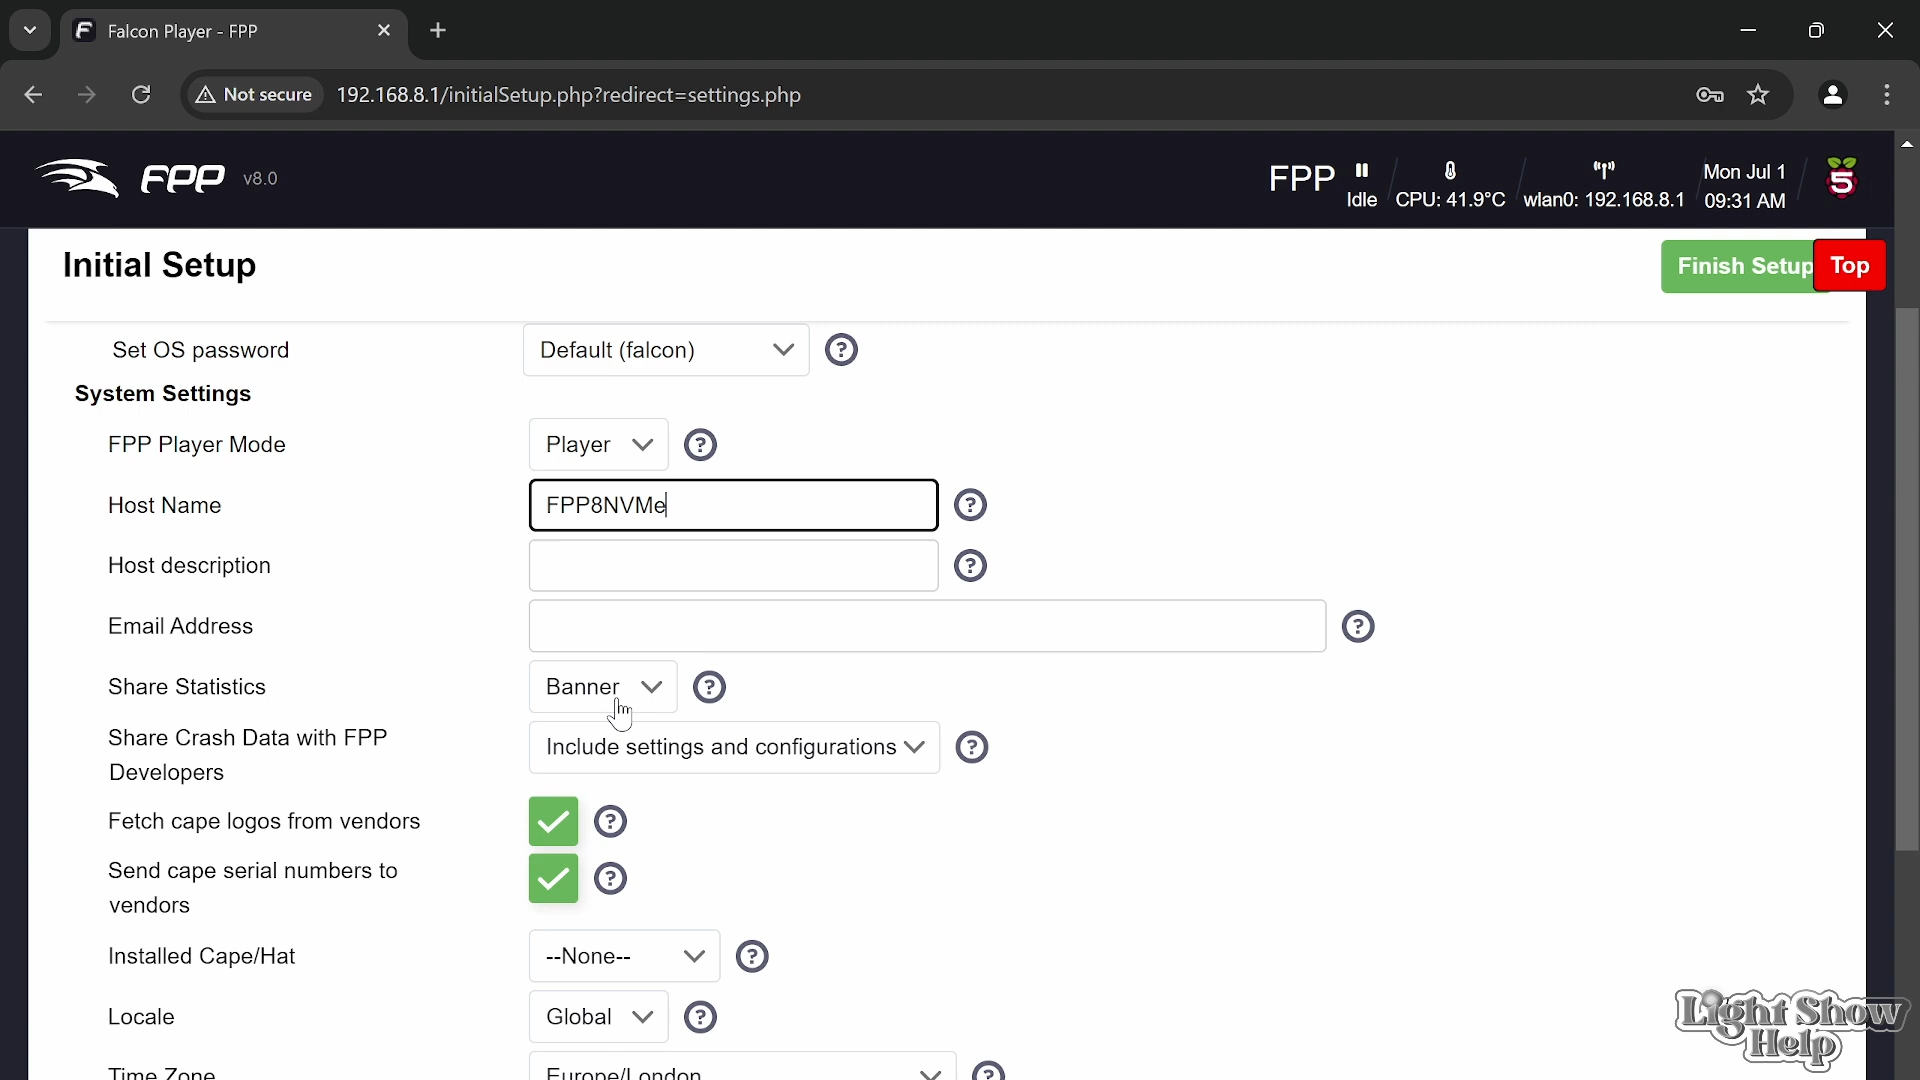 Falcon Player - FPP
Not secure 192.168.8.1/initialSetup.php?redirect=settings.php
FPP v8.0
FPP Idle CPU: 41.9°C wlan0: 192.168.8.1 Mon Jul 1 09:31 AM 5
Initial Setup
Finish Setup Top
Set OS password Default (falcon) ?
System Settings
FPP Player Mode Player ?
Host Name FPP8NVMe ?
Host description ?
Email Address ?
Share Statistics Banner ?
Share Crash Data with FPP
Developers Include settings and configurations ?
Fetch cape logos from vendors ?
Send cape serial numbers to
vendors ?
Installed Cape/Hat --None-- ?
Locale Global ?
Time Zone Europe/London ?
Light Show
Help